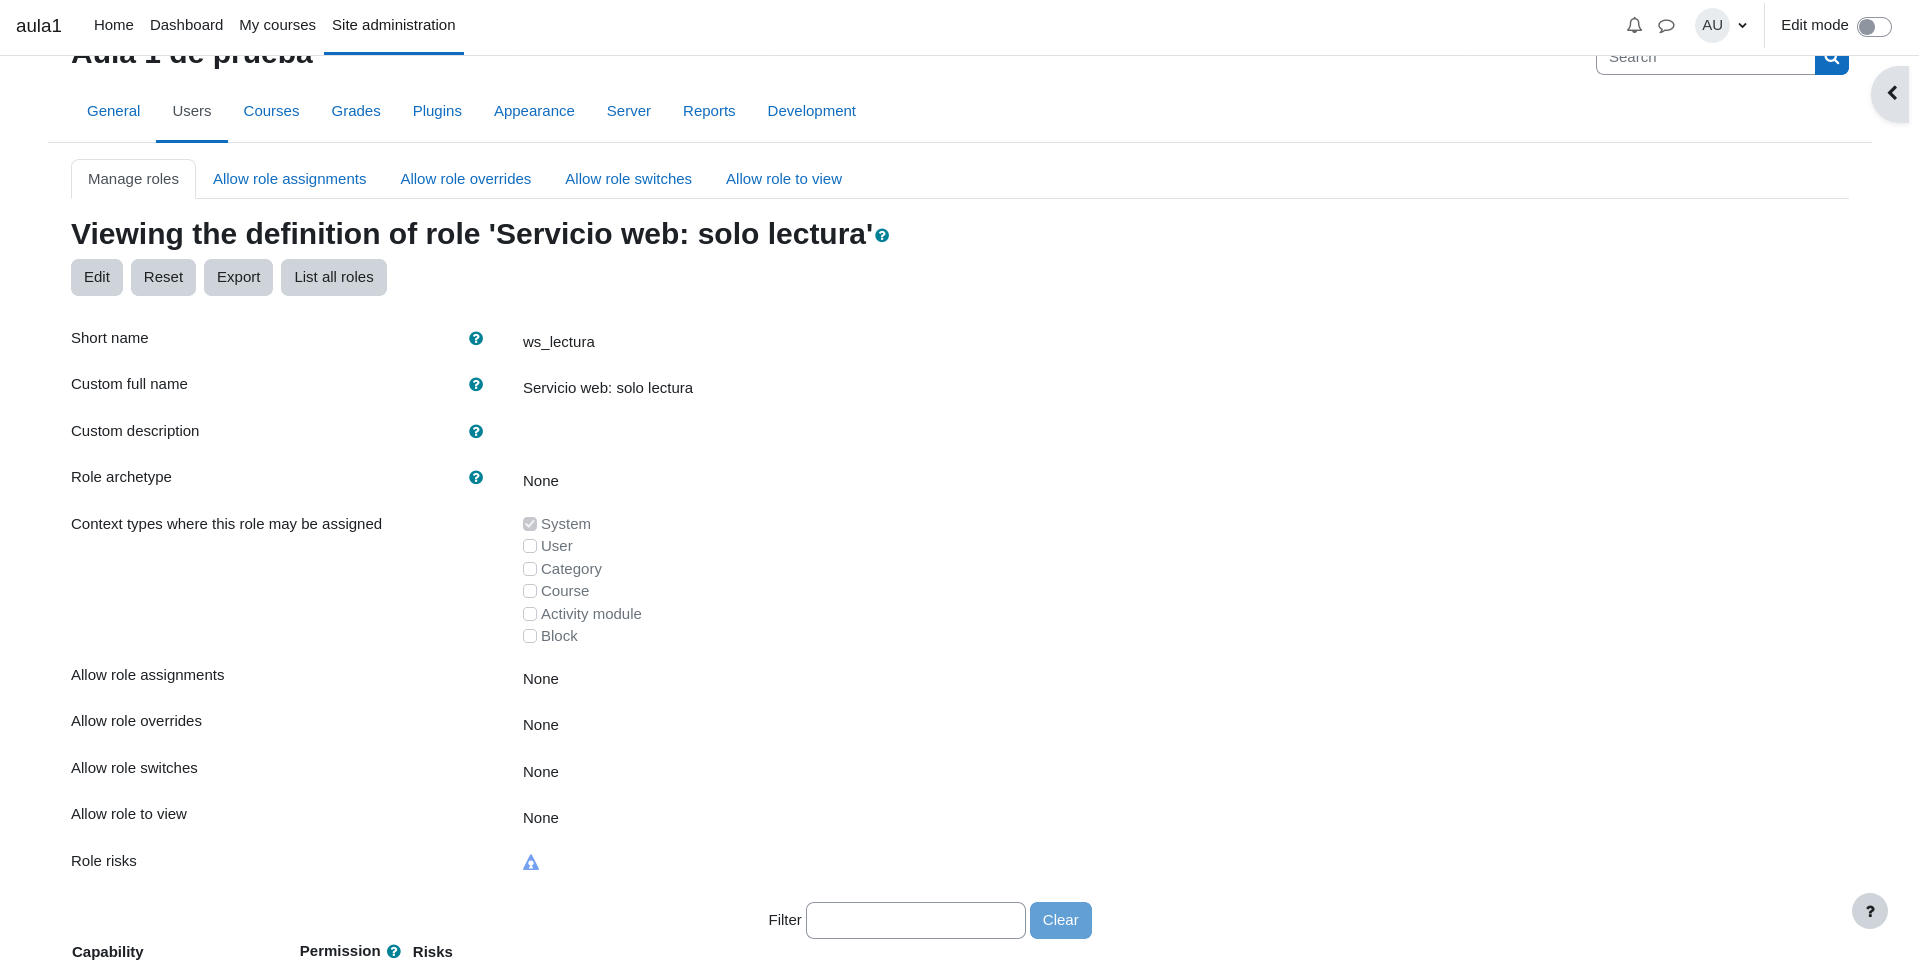 aula1 Home Dashboard My courses Site administration AU Edit mode
Aula 1 de prueba Search
General Users Courses Grades Plugins Appearance Server Reports Development
Manage roles Allow role assignments Allow role overrides Allow role switches Allow role to view
Viewing the definition of role 'Servicio web: solo lectura'
Edit Reset Export List all roles
Short name ws_lectura
Custom full name Servicio web: solo lectura
Custom description
Role archetype None
Context types where this role may be assigned System
User
Category
Course
Activity module
Block
Allow role assignments None
Allow role overrides None
Allow role switches None
Allow role to view None
Role risks
Filter Clear
?
Capability Permission Risks